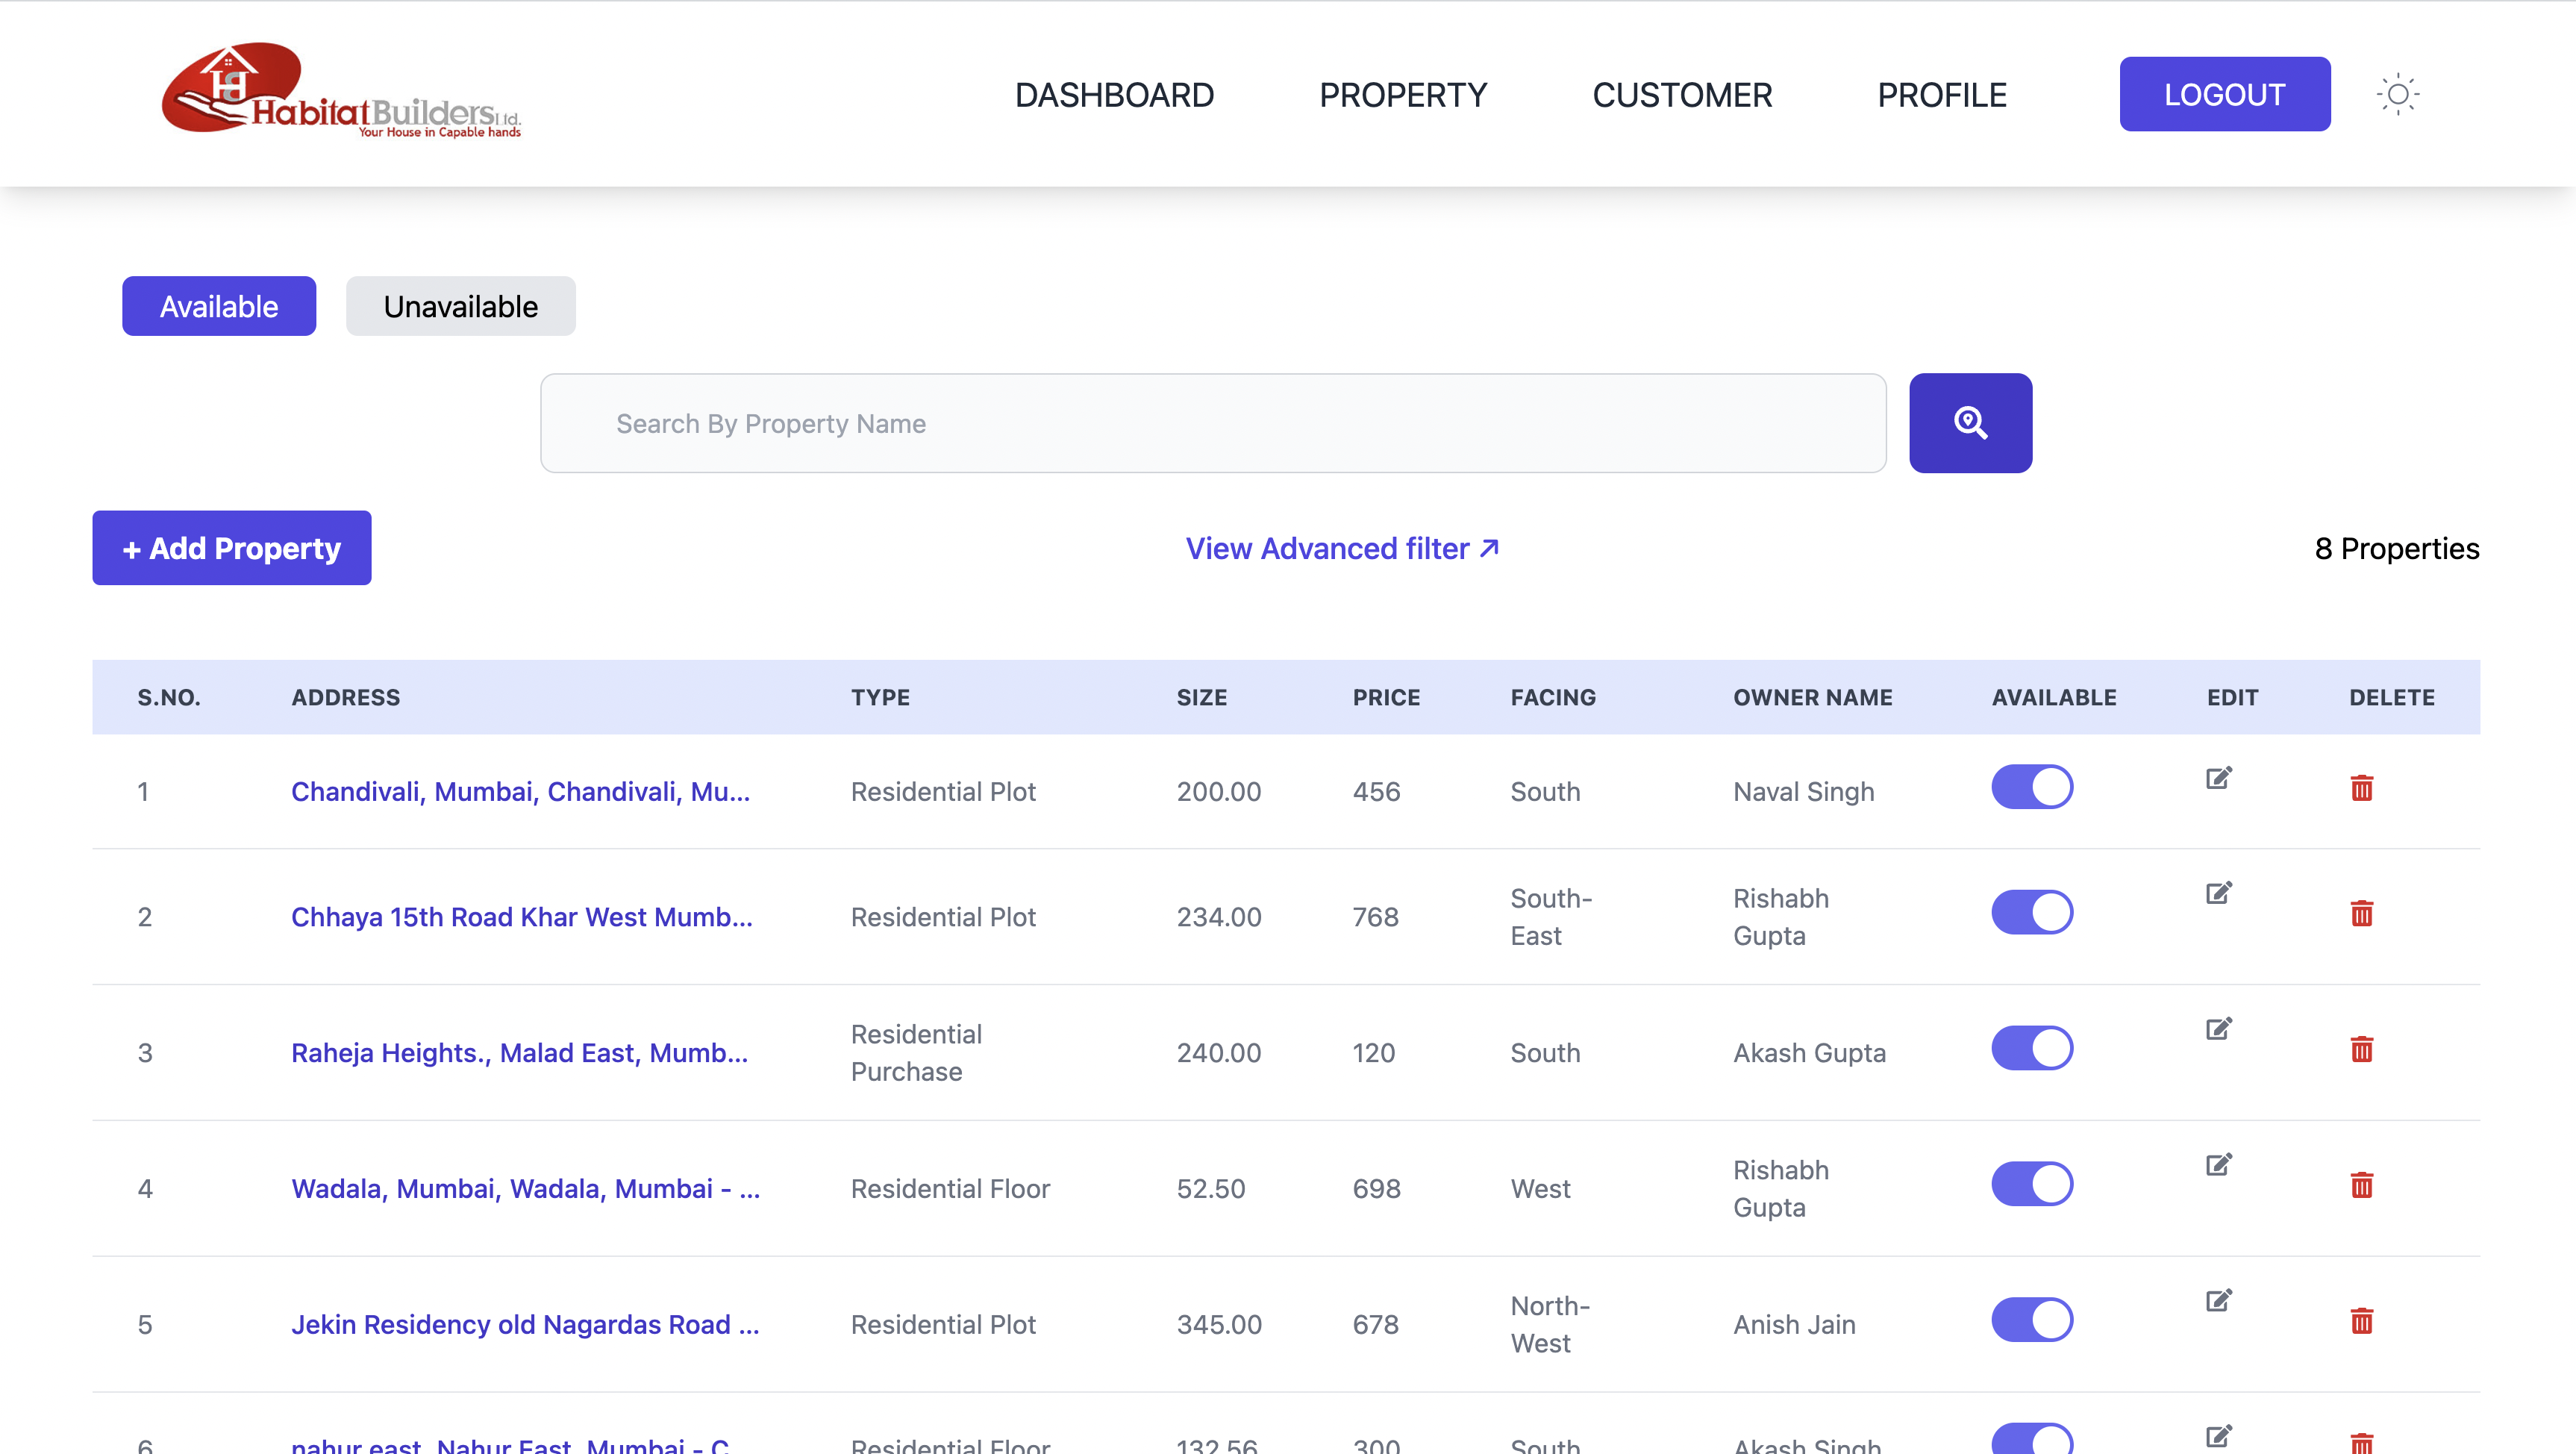 HabitatBuilders Ltd.
Your House in Capable hands
DASHBOARD PROPERTY CUSTOMER PROFILE LOGOUT
Available Unavailable
Search By Property Name
+ Add Property View Advanced filter 8 Properties
S.NO. ADDRESS TYPE SIZE PRICE FACING OWNER NAME AVAILABLE EDIT DELETE
1 Chandivali, Mumbai, Chandivali, Mu... Residential Plot 200.00 456 South Naval Singh
2 Chhaya 15th Road Khar West Mumb... Residential Plot 234.00 768 South-
East Rishabh
Gupta
3 Raheja Heights., Malad East, Mumb... Residential
Purchase 240.00 120 South Akash Gupta
4 Wadala, Mumbai, Wadala, Mumbai - ... Residential Floor 52.50 698 West Rishabh
Gupta
5 Jekin Residency old Nagardas Road ... Residential Plot 345.00 678 North-
West Anish Jain
6 nahur east, Nahur East, Mumbai - C... Residential Floor 132.56 300 South Akash Singh